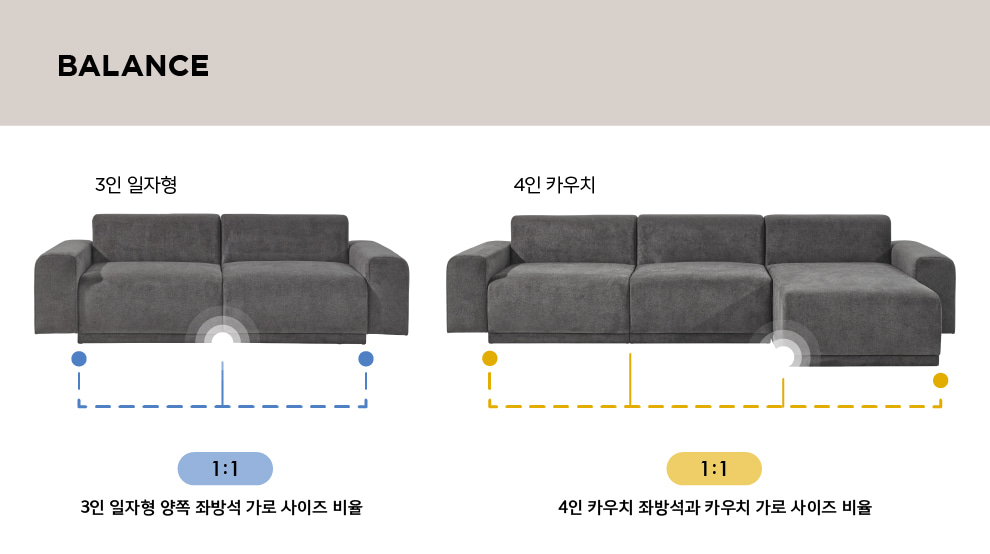 BALANCE
3인 일자형
4인 카우치
1:1
1:1
3인 일자형 양쪽 좌방석 가로 사이즈 비율
4인 카우치 좌방석과 카우치 가로 사이즈 비율